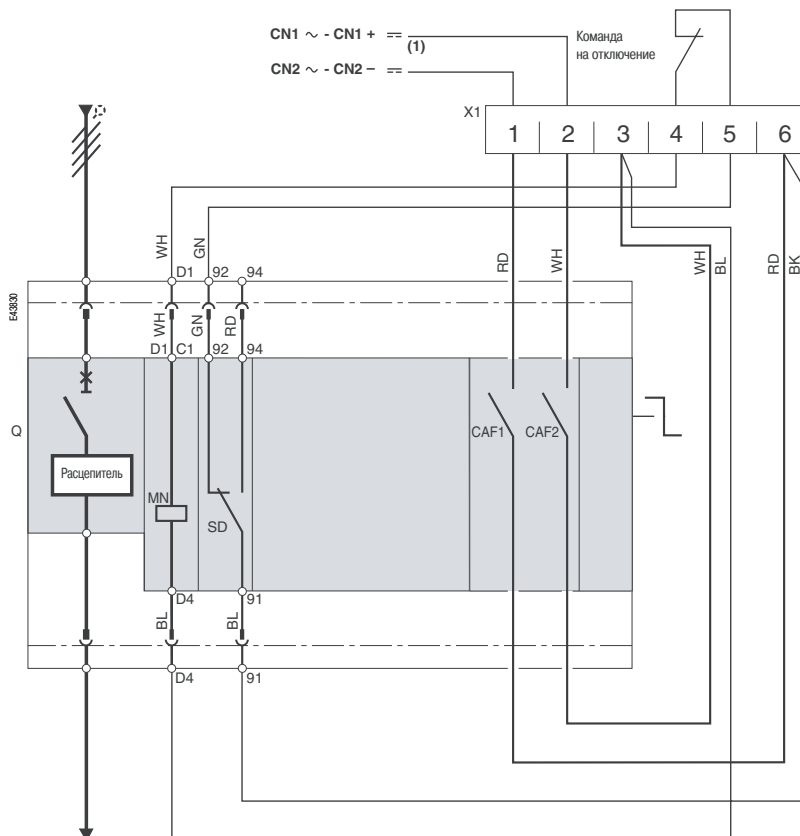 CN1 ~ - CN1 + ⎓
(1)
CN2 ~ - CN2 – ⎓
Команда
на отключение
X1
1 2 3 4 5 6
WH
GN
RD
WH
WH
BL
RD
BK
D1 92 94
E43830
WH
GN
RD
D1 C1 92 94
Q
CAF1 CAF2
Расцепитель
MN
SD
D4 91
BL
BL
D4 91